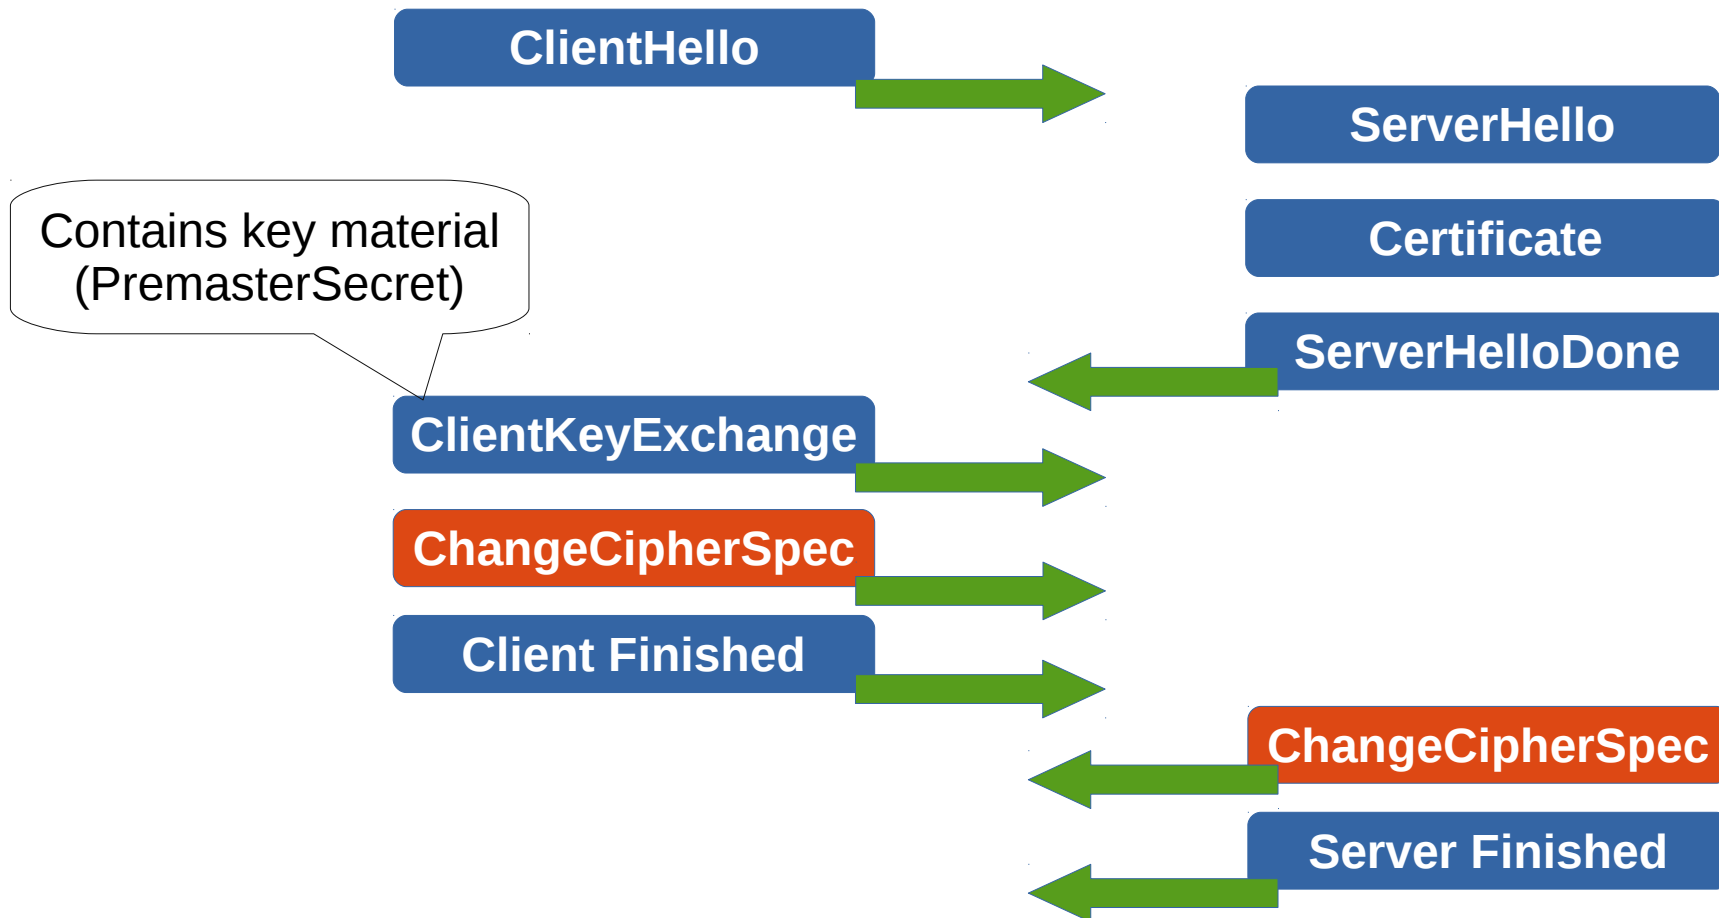 ClientHello
ServerHello
Contains key material
(PremasterSecret)
Certificate
ServerHelloDone
ClientKeyExchange
ChangeCipherSpec
Client Finished
ChangeCipherSpec
Server Finished